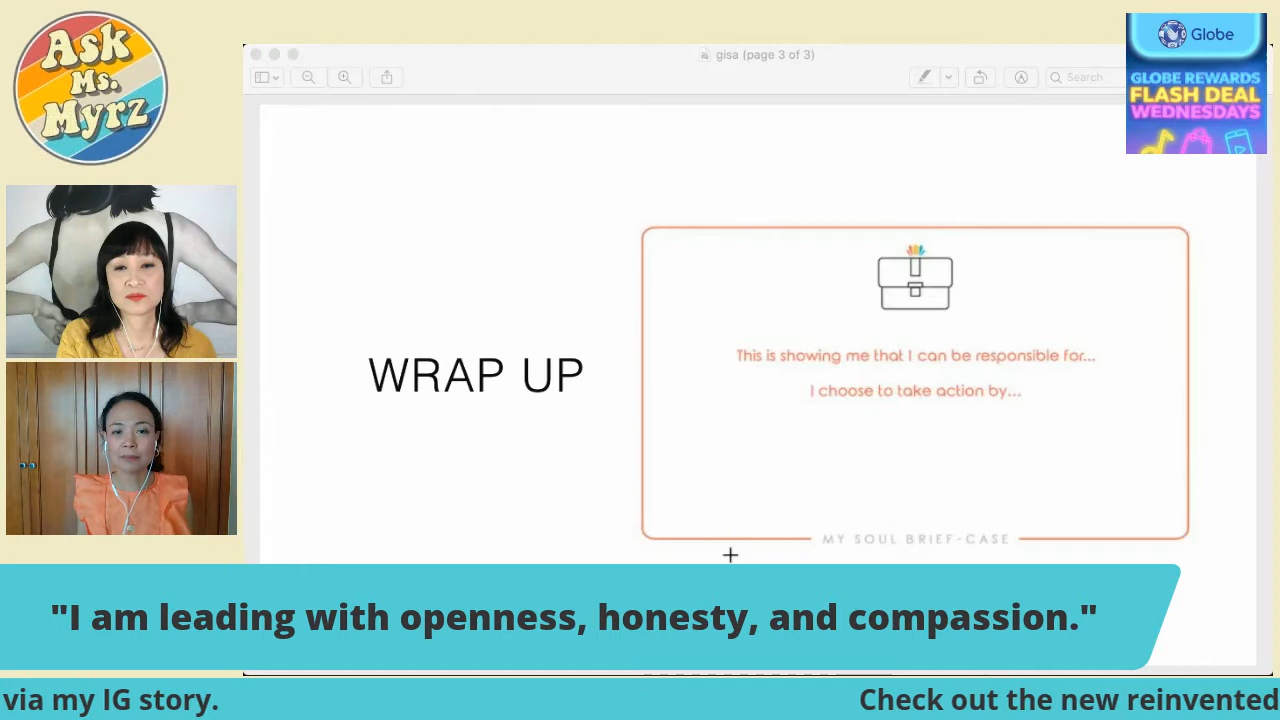 Ask
Ms.
Myrz
gisa (page 3 of 3)
Search
Globe
GLOBE REWARDS
FLASH DEAL
WEDNESDAYS
WRAP UP
This is showing me that I can be responsible for...
I choose to take action by...
MY SOUL BRIEF-CASE
"I am leading with openness, honesty, and compassion."
via my IG story.
Check out the new reinvented